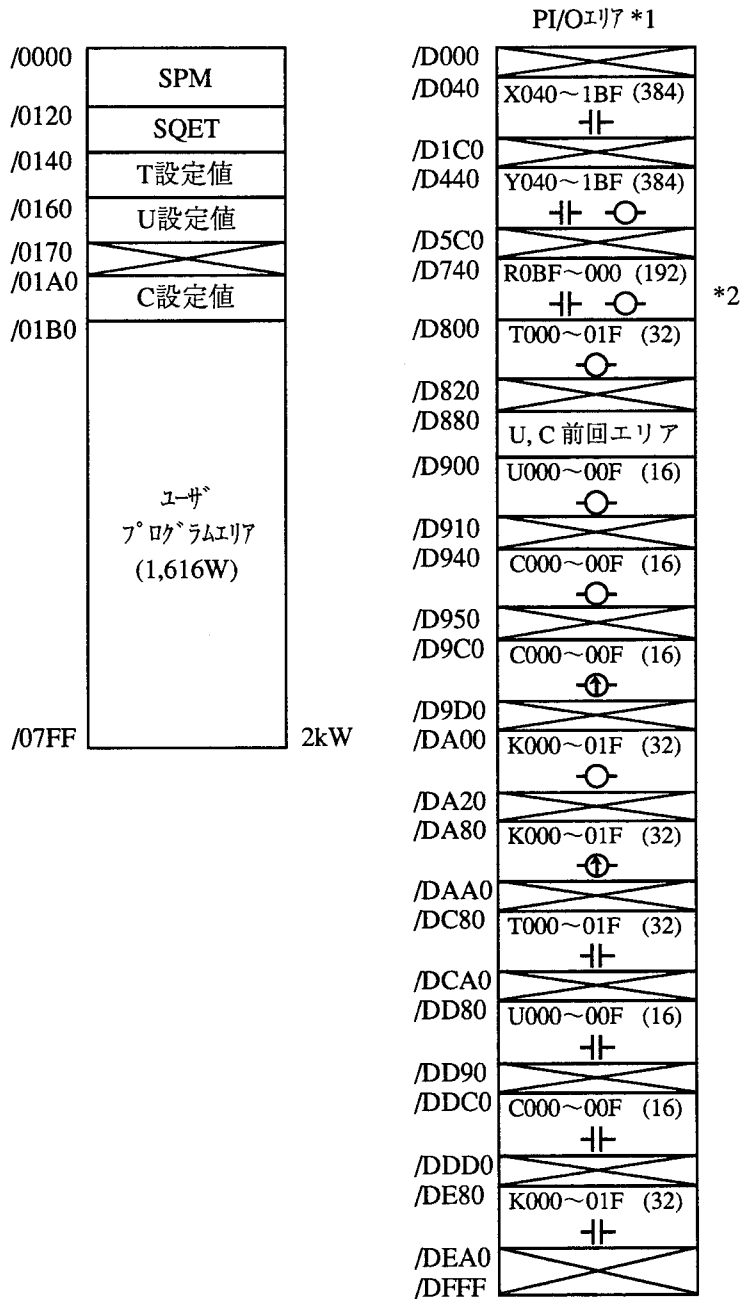 /0000
SPM
/0120
SQET
/0140
T設定値
/0160
U設定値
/0170
/01A0
C設定値
/01B0
ﾕｰｻﾞ
ﾌﾟﾛｸﾞﾗﾑｴﾘｱ
(1,616W)
/07FF
2kW
PI/Oｴﾘｱ *1
/D000
/D040
X040～1BF (384)
/D1C0
/D440
Y040～1BF (384)
/D5C0
/D740
R0BF～000 (192)
*2
/D800
T000～01F (32)
/D820
/D880
U, C 前回エリア
/D900
U000～00F (16)
/D910
/D940
C000～00F (16)
/D950
/D9C0
C000～00F (16)
/D9D0
/DA00
K000～01F (32)
/DA20
/DA80
K000～01F (32)
/DAA0
/DC80
T000～01F (32)
/DCA0
/DD80
U000～00F (16)
/DD90
/DDC0
C000～00F (16)
/DDD0
/DE80
K000～01F (32)
/DEA0
/DFFF